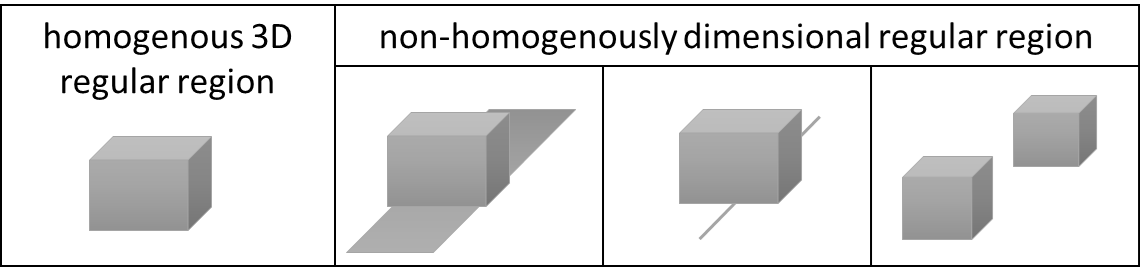 homogenous 3D
regular region
non-homogenously dimensional regular region